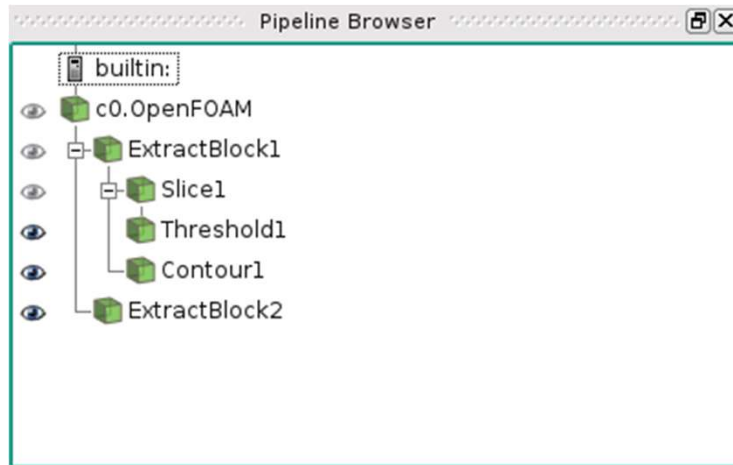 Pipeline Browser
builtin:
c0.OpenFOAM
ExtractBlock1
Slice1
Threshold1
Contour1
ExtractBlock2